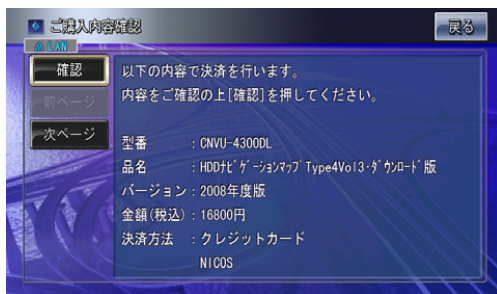 ご購入内容確認
戻る
LAN
確認
前ページ
次ページ
以下の内容で決済を行います。
内容をご確認の上[確認]を押してください。
型番 : CNVU-4300DL
品名 : HDDﾅﾋﾞｹﾞｰｼｮﾝﾏｯﾌﾟType4Vol3･ﾀﾞｳﾝﾛｰﾄﾞ版
バージョン : 2008年度版
金額(税込) : 16800円
決済方法 : クレジットカード
NICOS